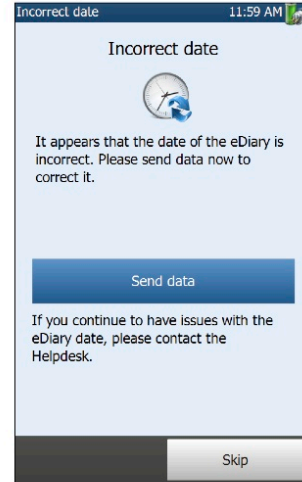 Incorrect date 11:59 AM
Incorrect date
It appears that the date of the eDiary is
incorrect. Please send data now to
correct it.
Send data
If you continue to have issues with the
eDiary date, please contact the
Helpdesk.
Skip